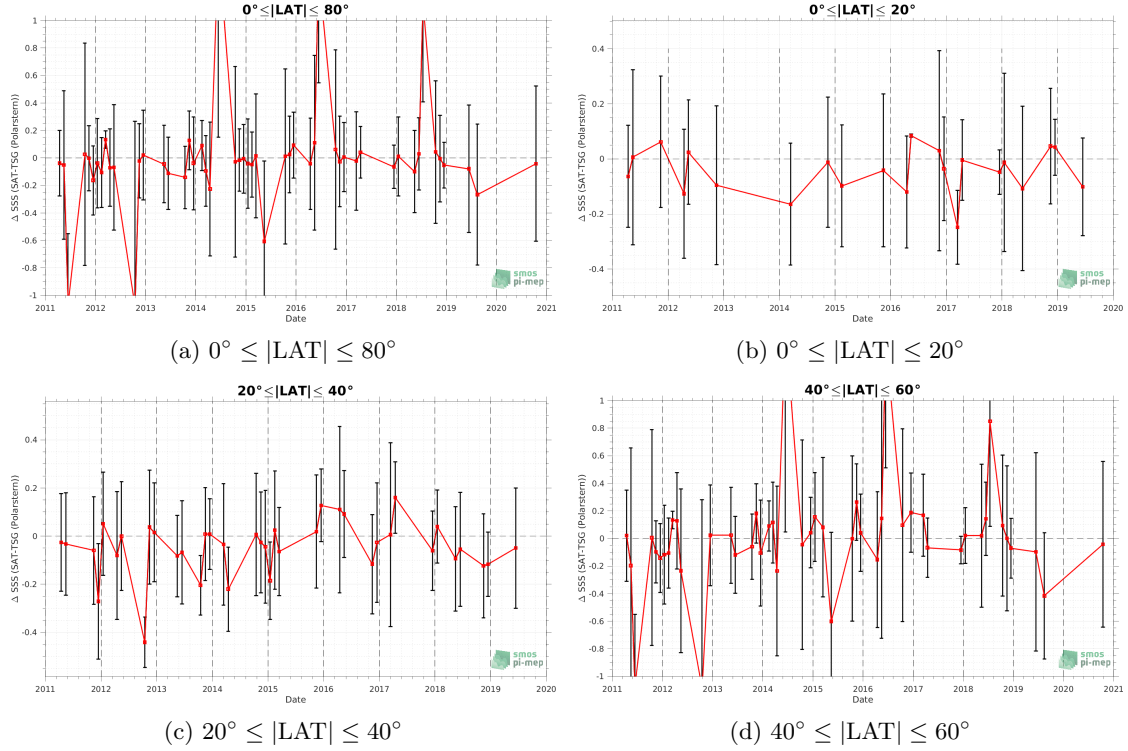 0°≤|LAT|≤ 80°
Δ SSS (SAT-TSG (Polarstern))
1
0.8
0.6
0.4
0.2
0
-0.2
-0.4
-0.6
-0.8
-1
2011 2012 2013 2014 2015 2016 2017 2018 2019 2020 2021
Date
smos
pi-mep
(a) 0° ≤ |LAT| ≤ 80°
0°≤|LAT|≤ 20°
Δ SSS (SAT-TSG (Polarstern))
0.4
0.2
0
-0.2
-0.4
2011 2012 2013 2014 2015 2016 2017 2018 2019 2020
Date
smos
pi-mep
(b) 0° ≤ |LAT| ≤ 20°
20°≤|LAT|≤ 40°
Δ SSS (SAT-TSG (Polarstern))
0.4
0.2
0
-0.2
-0.4
2011 2012 2013 2014 2015 2016 2017 2018 2019 2020
Date
smos
pi-mep
(c) 20° ≤ |LAT| ≤ 40°
40°≤|LAT|≤ 60°
Δ SSS (SAT-TSG (Polarstern))
1
0.8
0.6
0.4
0.2
0
-0.2
-0.4
-0.6
-0.8
-1
2011 2012 2013 2014 2015 2016 2017 2018 2019 2020 2021
Date
smos
pi-mep
(d) 40° ≤ |LAT| ≤ 60°